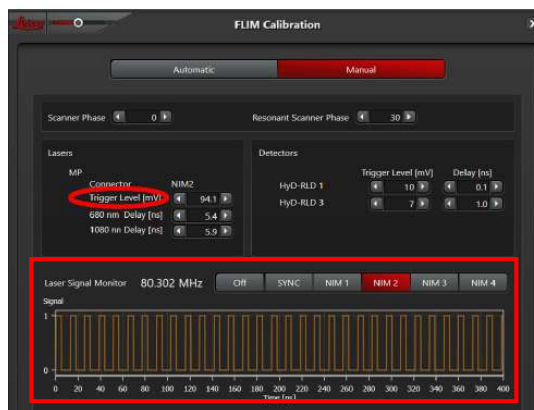 Leica
FLIM Calibration
Automatic Manual
Scanner Phase 0 Resonant Scanner Phase 30
Lasers
MP
Connector NIM2
Trigger Level [mV] 94.1
680 nm Delay [ns] 5.4
1080 nm Delay [ns] 5.9
Detectors
Trigger Level [mV] Delay [ns]
HyD-RLD 1 10 0.1
HyD-RLD 3 7 1.0
Laser Signal Monitor 80.302 MHz Off SYNC NIM 1 NIM 2 NIM 3 NIM 4
Signal
1
0
0 20 40 60 80 100 120 140 160 180 200 220 240 260 280 300 320 340 360 380 400
Time [ns]